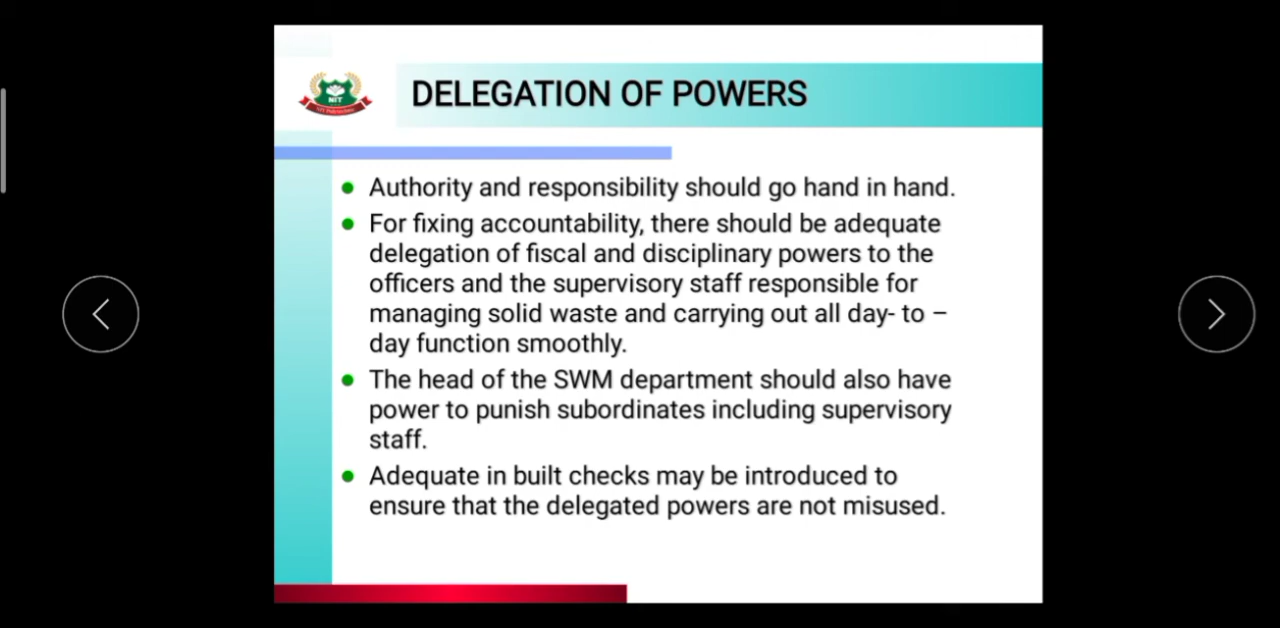 NIT
DELEGATION OF POWERS
Authority and responsibility should go hand in hand.
For fixing accountability, there should be adequate
delegation of fiscal and disciplinary powers to the
officers and the supervisory staff responsible for
managing solid waste and carrying out all day- to –
day function smoothly.
The head of the SWM department should also have
power to punish subordinates including supervisory
staff.
Adequate in built checks may be introduced to
ensure that the delegated powers are not misused.